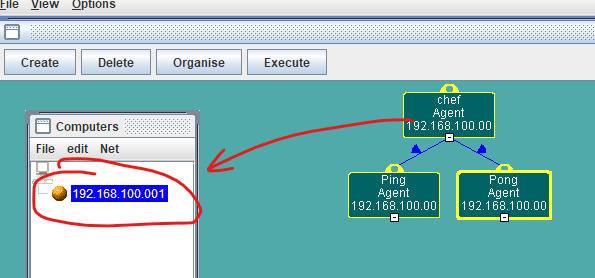 File View Options
Create Delete Organise Execute
Computers
File edit Net
192.168.100.001
chef
Agent
192.168.100.00
Ping
Agent
192.168.100.00
Pong
Agent
192.168.100.00